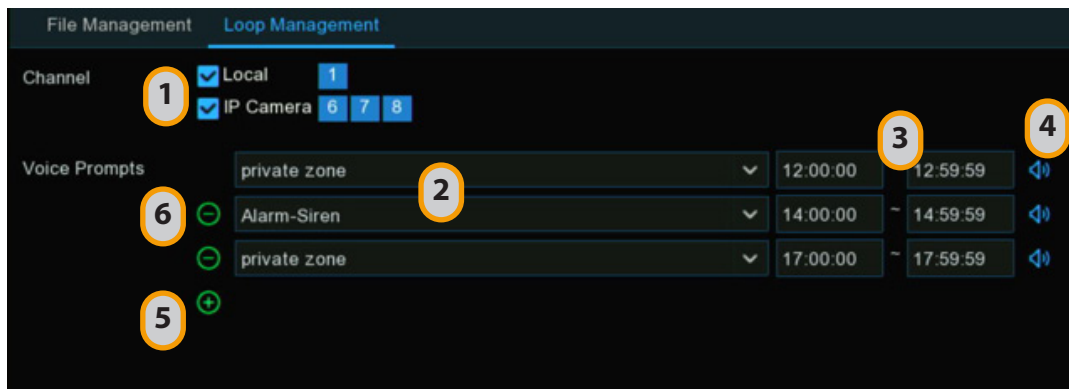 File Management Loop Management
Channel 1 Local 1
IP Camera 6 7 8
3 4
Voice Prompts private zone 2 12:00:00 12:59:59
6 Alarm-Siren 14:00:00 ~ 14:59:59
private zone 17:00:00 ~ 17:59:59
5